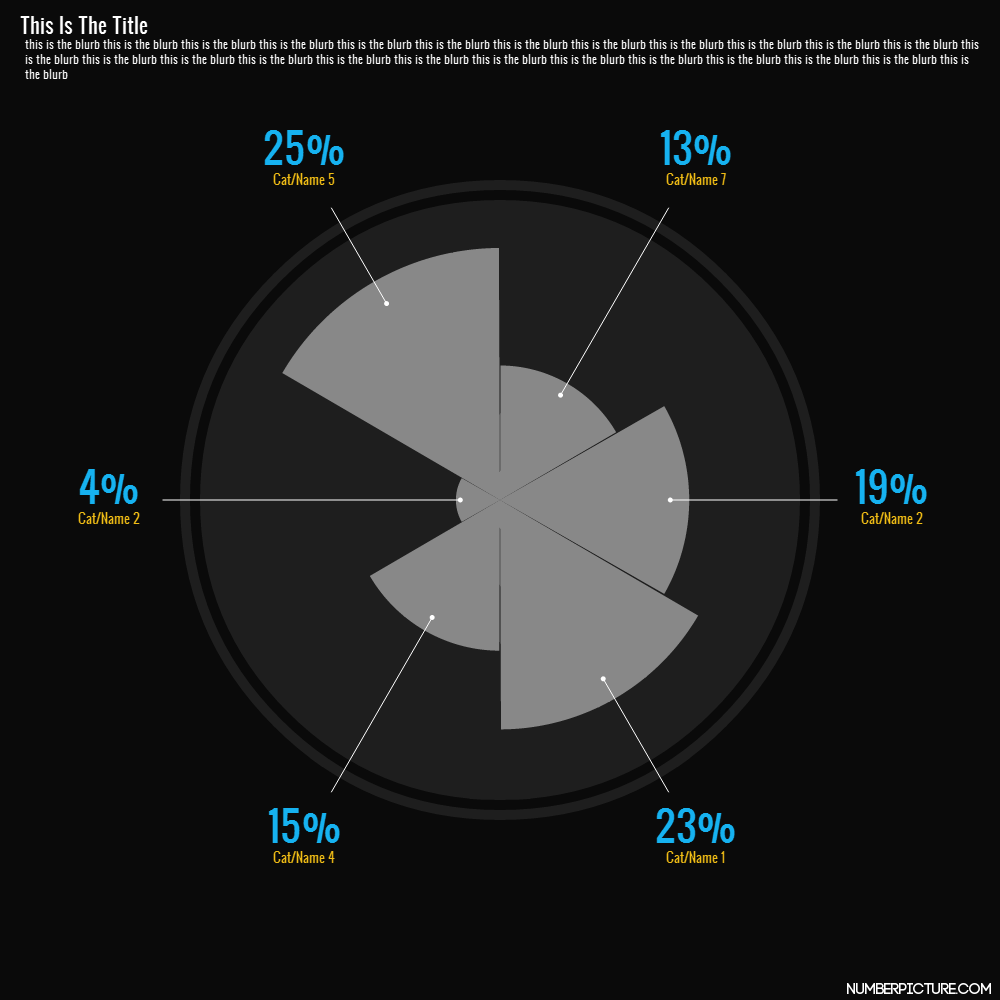 This Is The Title
this is the blurb this is the blurb this is the blurb this is the blurb this is the blurb this is the blurb this is the blurb this is the blurb this is the blurb this is the blurb this is the blurb this is the blurb this
is the blurb this is the blurb this is the blurb this is the blurb this is the blurb this is the blurb this is the blurb this is the blurb this is the blurb this is the blurb this is the blurb this is the blurb this is
the blurb
25%
Cat/Name 5
13%
Cat/Name 7
4%
Cat/Name 2
19%
Cat/Name 2
15%
Cat/Name 4
23%
Cat/Name 1
NUMBERPICTURE.COM